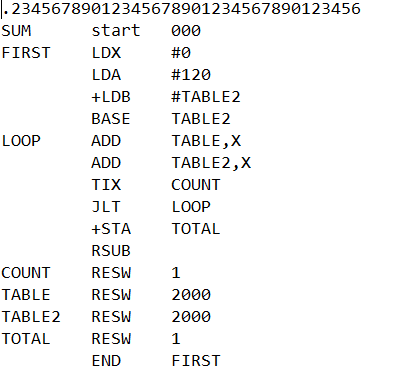 .23456789012345678901234567890123456
SUM start 000
FIRST LDX #0
LDA #120
+LDB #TABLE2
BASE TABLE2
LOOP ADD TABLE,X
ADD TABLE2,X
TIX COUNT
JLT LOOP
+STA TOTAL
RSUB
COUNT RESW 1
TABLE RESW 2000
TABLE2 RESW 2000
TOTAL RESW 1
END FIRST